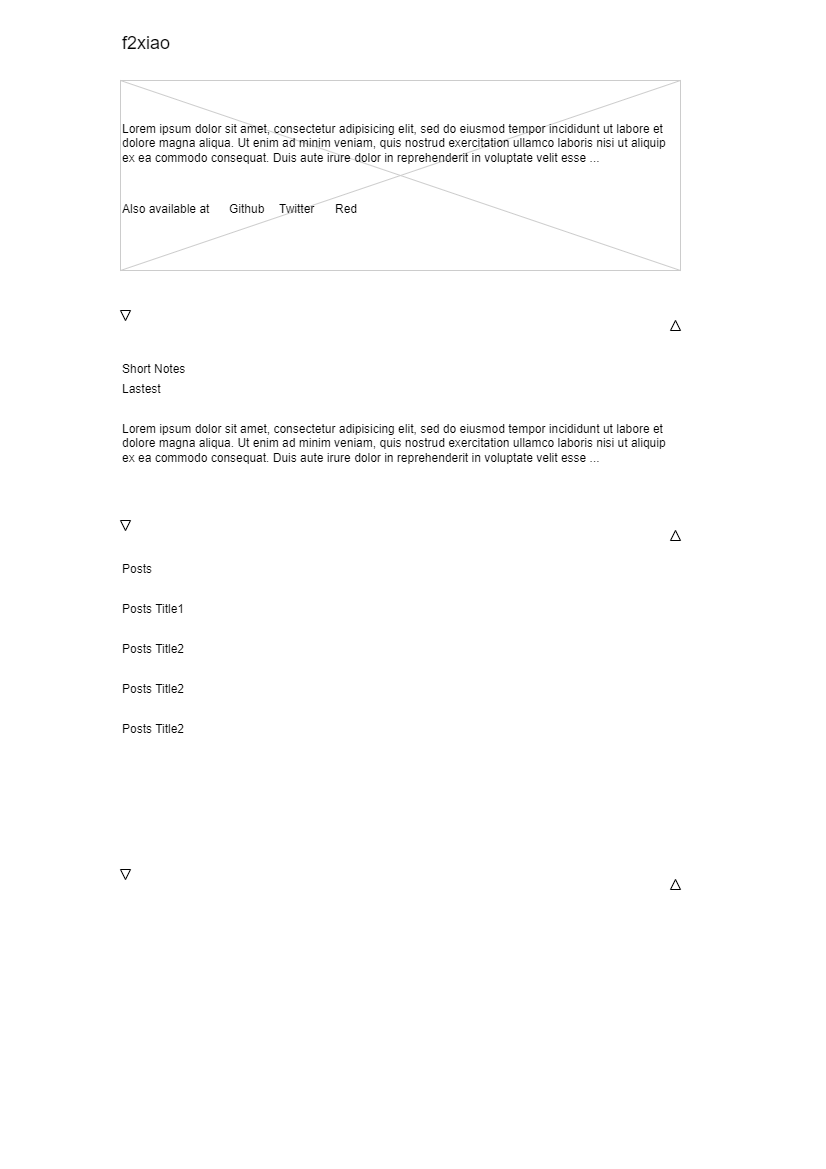 f2xiao
Lorem ipsum dolor sit amet, consectetur adipisicing elit, sed do eiusmod tempor incididunt ut labore et
dolore magna aliqua. Ut enim ad minim veniam, quis nostrud exercitation ullamco laboris nisi ut aliquip
ex ea commodo consequat. Duis aute irure dolor in reprehenderit in voluptate velit esse ...
Also available at Github Twitter Red
Short Notes
Lastest
Lorem ipsum dolor sit amet, consectetur adipisicing elit, sed do eiusmod tempor incididunt ut labore et
dolore magna aliqua. Ut enim ad minim veniam, quis nostrud exercitation ullamco laboris nisi ut aliquip
ex ea commodo consequat. Duis aute irure dolor in reprehenderit in voluptate velit esse ...
Posts
Posts Title1
Posts Title2
Posts Title2
Posts Title2